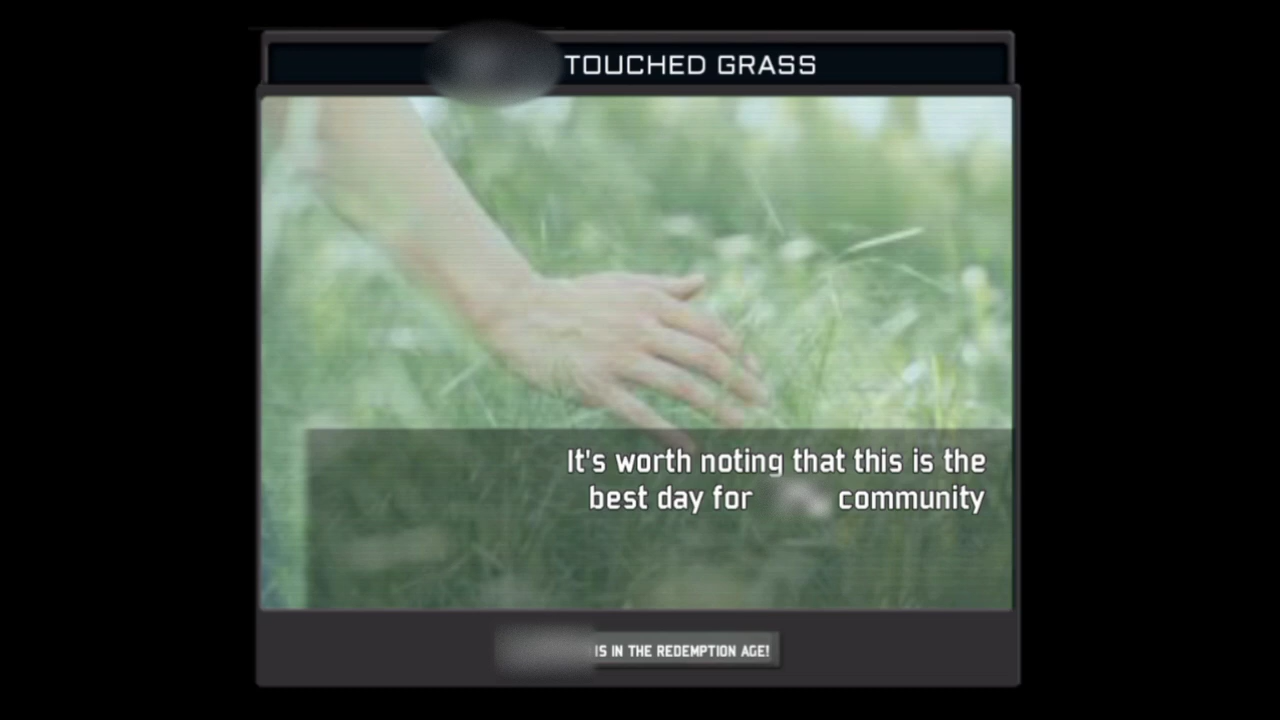 TOUCHED GRASS
It's worth noting that this is the
best day for community
IS IN THE REDEMPTION AGE!